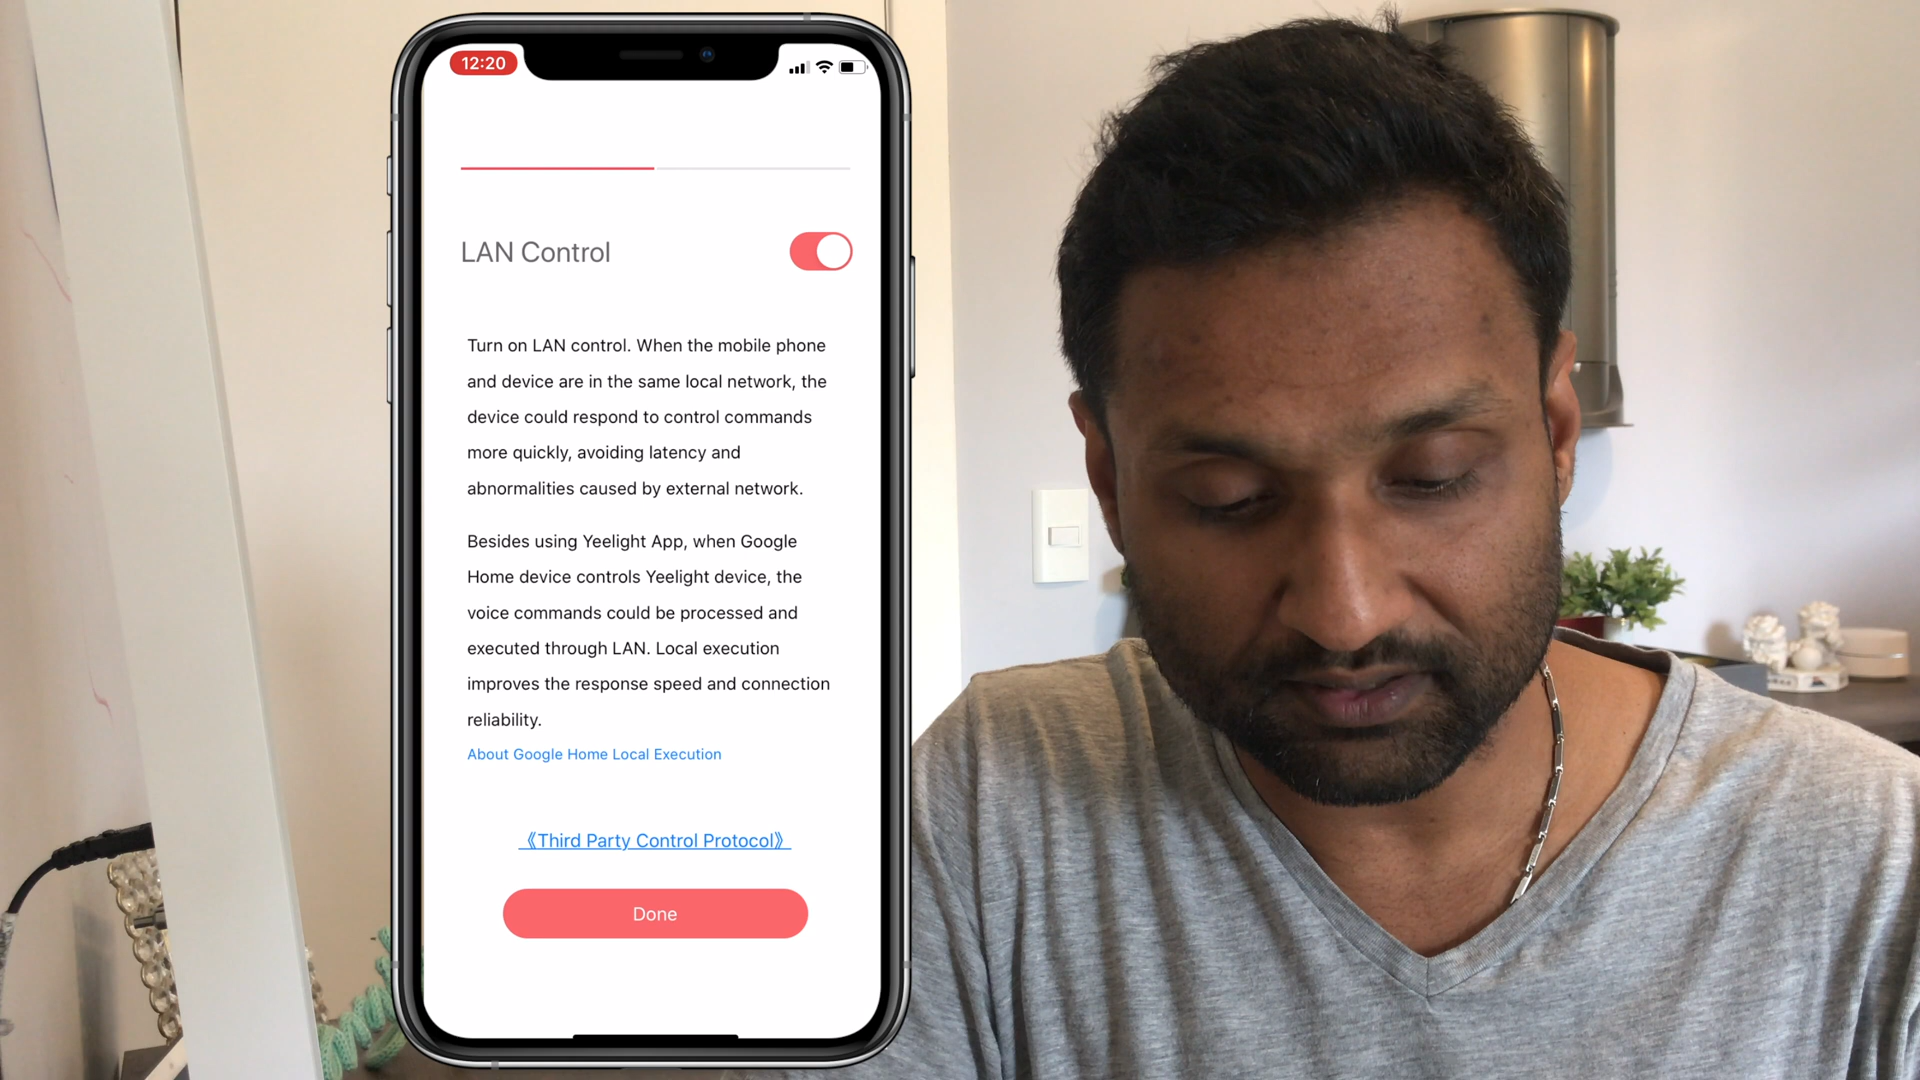 12:20
LAN Control
Turn on LAN control. When the mobile phone
and device are in the same local network, the
device could respond to control commands
more quickly, avoiding latency and
abnormalities caused by external network.
Besides using Yeelight App, when Google
Home device controls Yeelight device, the
voice commands could be processed and
executed through LAN. Local execution
improves the response speed and connection
reliability.
About Google Home Local Execution
《Third Party Control Protocol》
Done